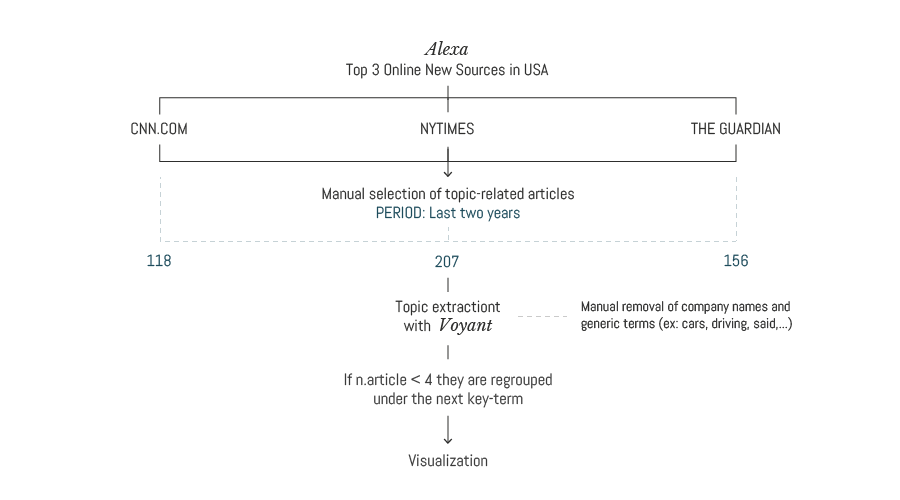 Alexa
Top 3 Online New Sources in USA
CNN.COM
NYTIMES
THE GUARDIAN
Manual selection of topic-related articles
PERIOD: Last two years
118
207
156
Topic extractiont
with Voyant
Manual removal of company names and
generic terms (ex: cars, driving, said,...)
If n.article < 4 they are regrouped
under the next key-term
Visualization